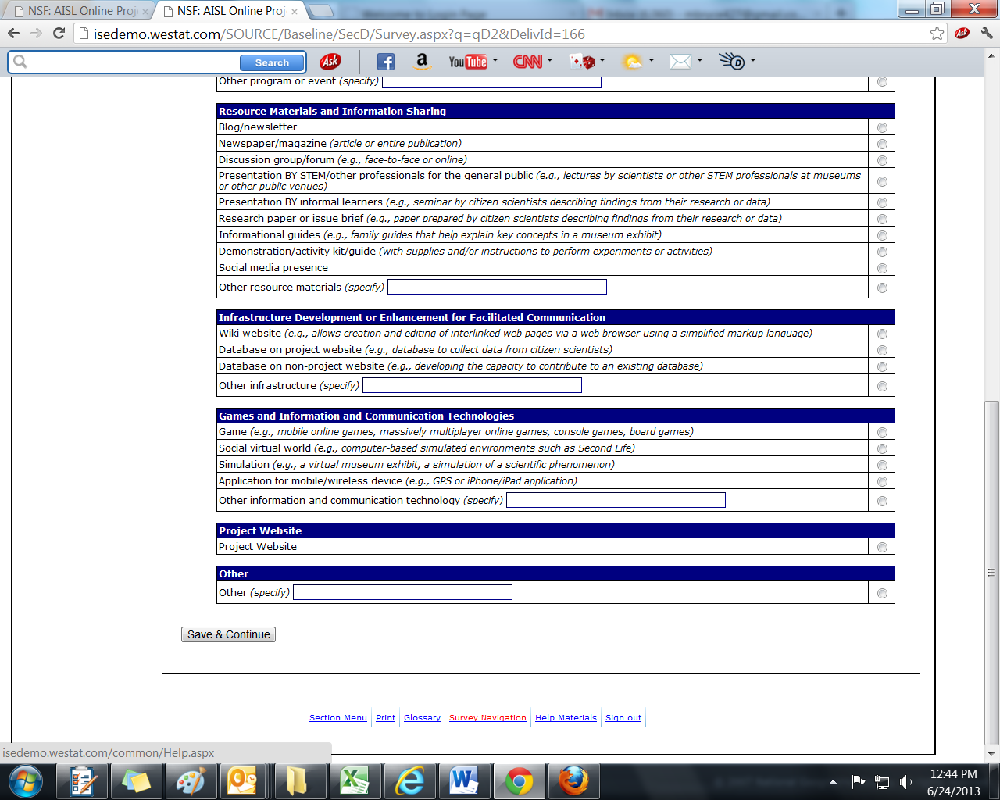 NSF: AISL Online Proj
NSF: AISL Online Proj
isedemo.westat.com/SOURCE/Baseline/SecD/Survey.aspx?q=qD2&DelivId=166
Ask
Search
Ask
f
a
YouTube
CNN
D
Other program or event (specify)
Resource Materials and Information Sharing
Blog/newsletter
Newspaper/magazine (article or entire publication)
Discussion group/forum (e.g., face-to-face or online)
Presentation BY STEM/other professionals for the general public (e.g., lectures by scientists or other STEM professionals at museums
or other public venues)
Presentation BY informal learners (e.g., seminar by citizen scientists describing findings from their research or data)
Research paper or issue brief (e.g., paper prepared by citizen scientists describing findings from their research or data)
Informational guides (e.g., family guides that help explain key concepts in a museum exhibit)
Demonstration/activity kit/guide (with supplies and/or instructions to perform experiments or activities)
Social media presence
Other resource materials (specify)
Infrastructure Development or Enhancement for Facilitated Communication
Wiki website (e.g., allows creation and editing of interlinked web pages via a web browser using a simplified markup language)
Database on project website (e.g., database to collect data from citizen scientists)
Database on non-project website (e.g., developing the capacity to contribute to an existing database)
Other infrastructure (specify)
Games and Information and Communication Technologies
Game (e.g., mobile online games, massively multiplayer online games, console games, board games)
Social virtual world (e.g., computer-based simulated environments such as Second Life)
Simulation (e.g., a virtual museum exhibit, a simulation of a scientific phenomenon)
Application for mobile/wireless device (e.g., GPS or iPhone/iPad application)
Other information and communication technology (specify)
Project Website
Project Website
Other
Other (specify)
Save & Continue
Section Menu Print Glossary Survey Navigation Help Materials Sign out
isedemo.westat.com/common/Help.aspx
12:44 PM
6/24/2013